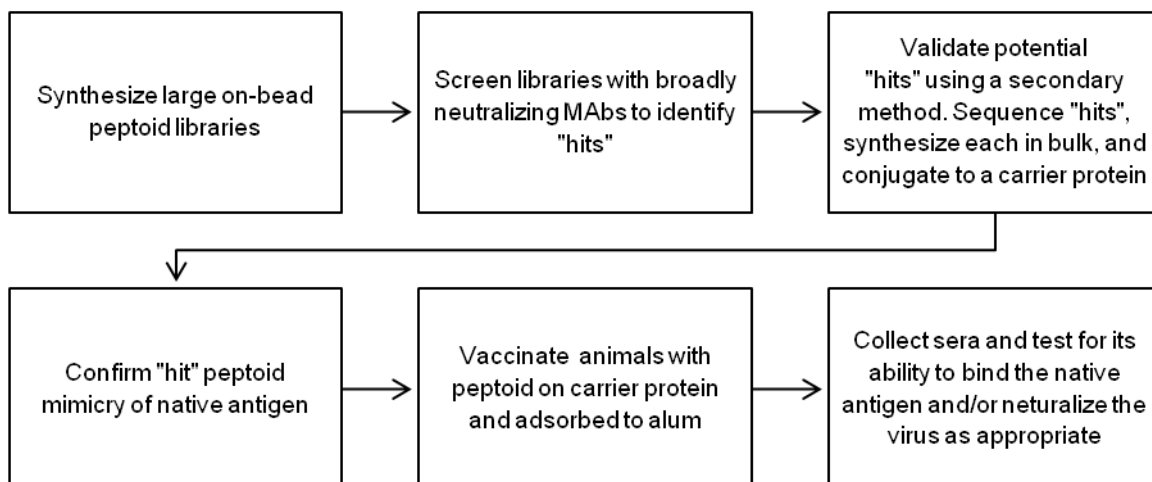 Synthesize large on-bead
peptoid libraries
Screen libraries with broadly
neutralizing MAbs to identify
"hits"
Validate potential
"hits" using a secondary
method. Sequence "hits",
synthesize each in bulk, and
conjugate to a carrier protein
Confirm "hit" peptoid
mimicry of native antigen
Vaccinate animals with
peptoid on carrier protein
and adsorbed to alum
Collect sera and test for its
ability to bind the native
antigen and/or neturalize the
virus as appropriate